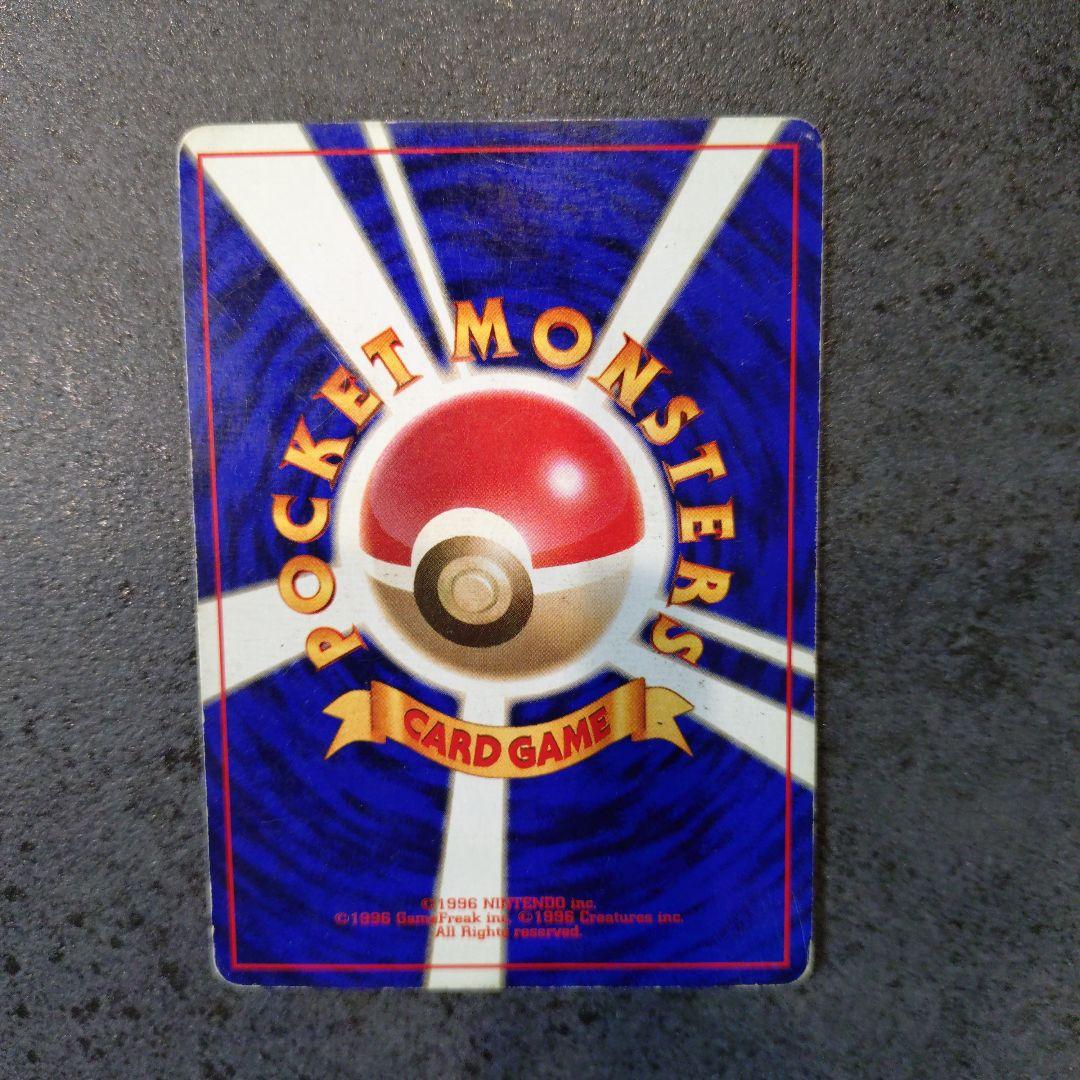 POCKET MONSTERS
CARD GAME
©1996 NINTENDO inc.
©1996 GameFreak inc. ©1996 Creatures inc.
All Rights reserved.